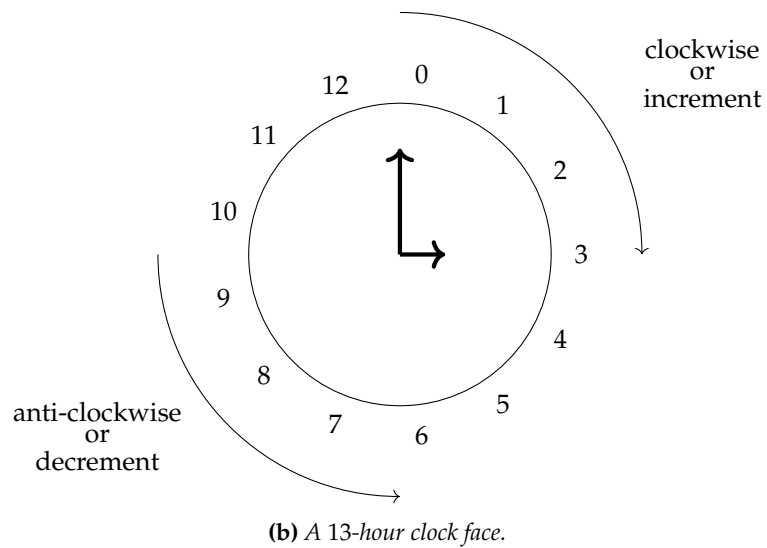 clockwise
or
increment
0
1
2
3
4
5
6
7
8
9
10
11
12
anti-clockwise
or
decrement
(b) A 13-hour clock face.